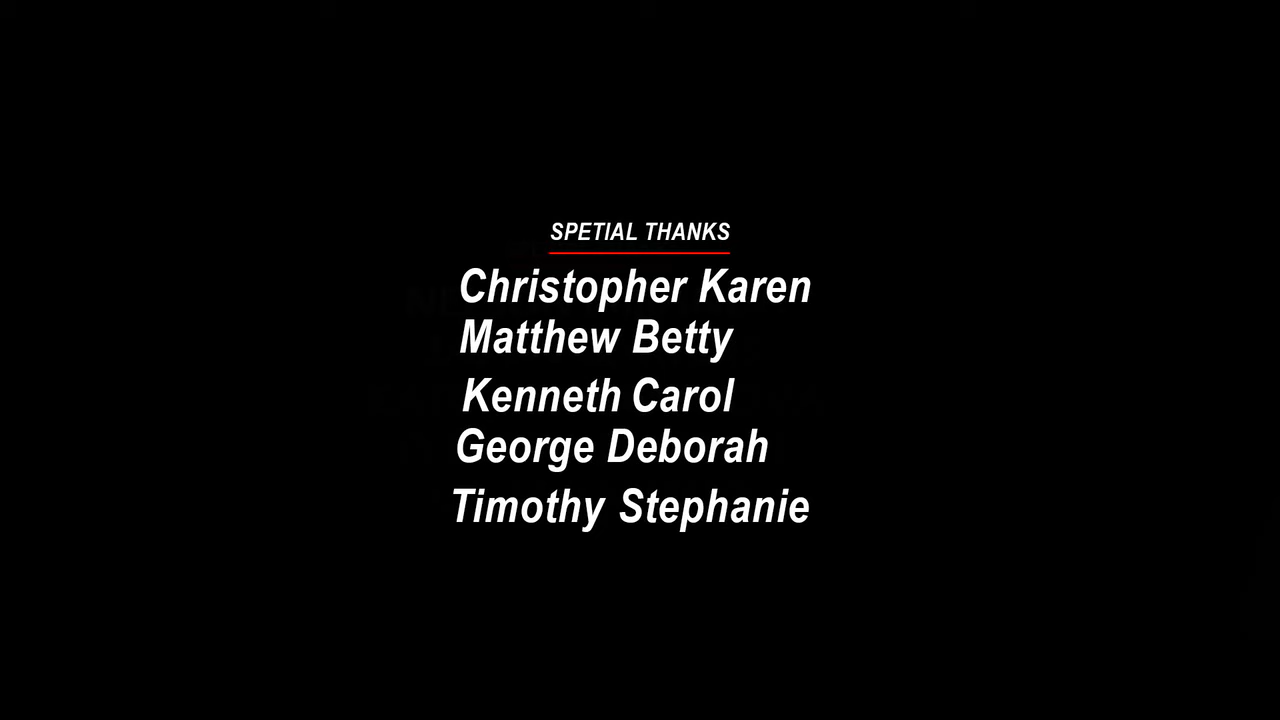 SPETIAL THANKS
Christopher Karen
Matthew Betty
Kenneth Carol
George Deborah
Timothy Stephanie